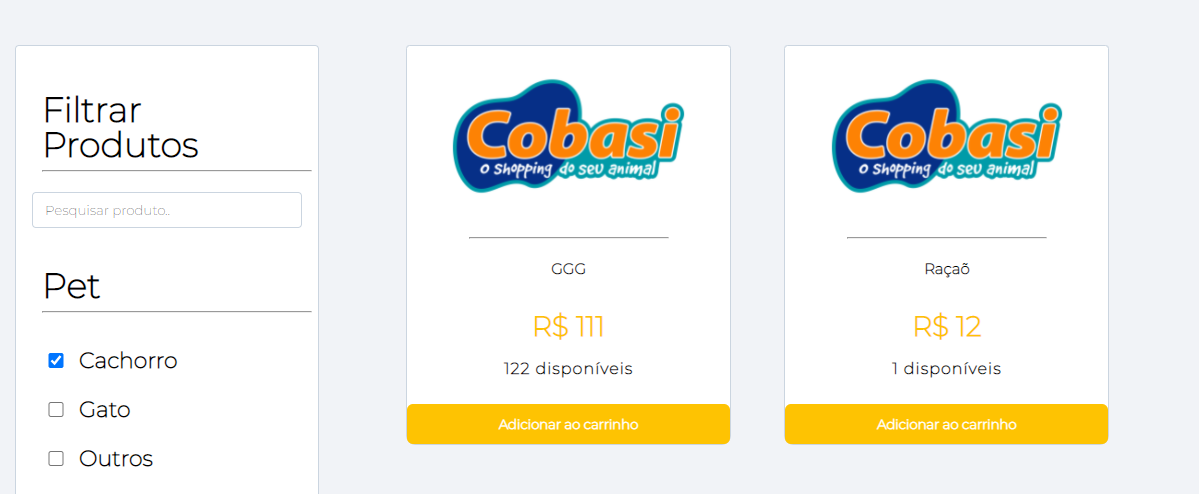 Filtrar
Produtos
Pesquisar produto..
Pet
Cachorro
Gato
Outros
Cobasi
o shopping do seu animal
GGG
R$ 111
122 disponíveis
Adicionar ao carrinho
Cobasi
o shopping do seu animal
Raçaõ
R$ 12
1 disponíveis
Adicionar ao carrinho